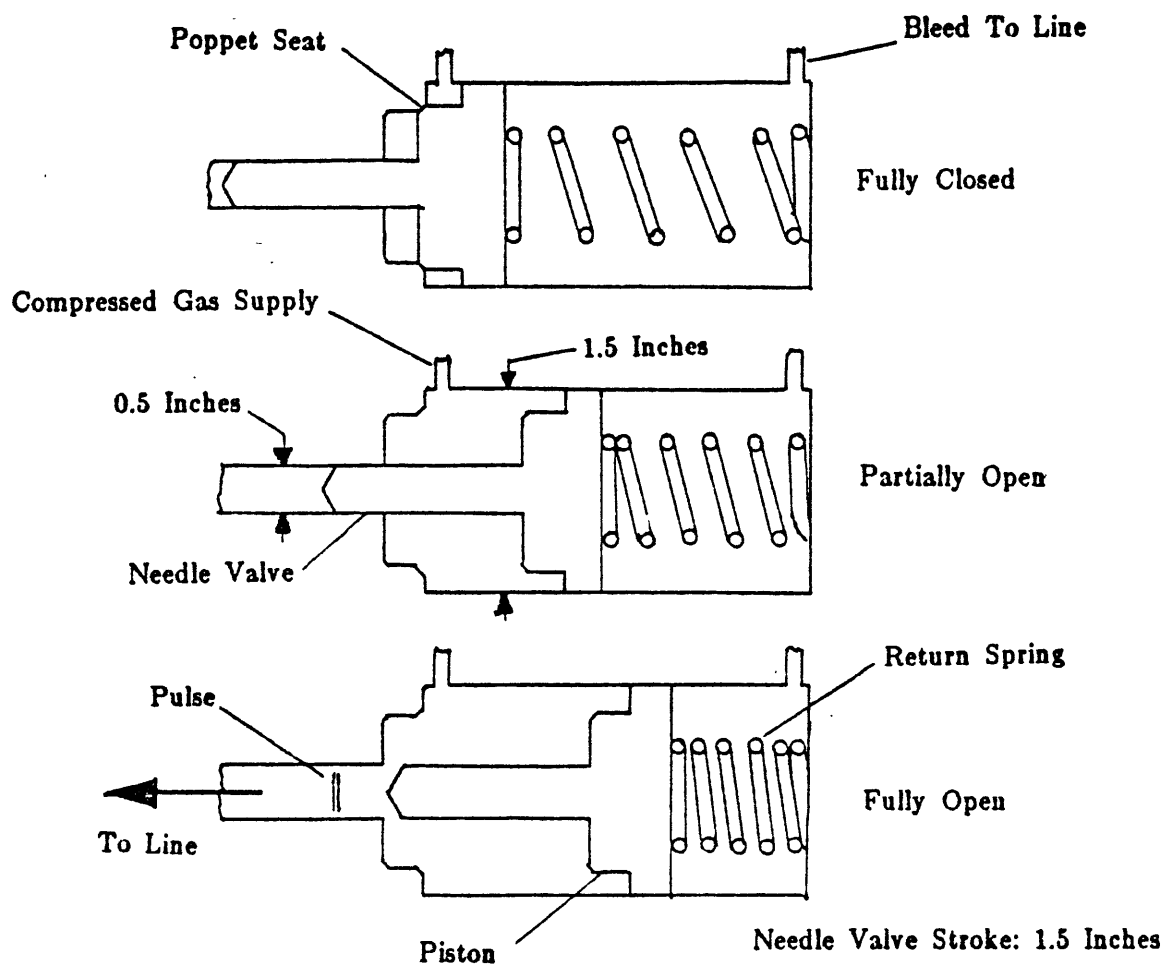 Poppet Seat
Bleed To Line
Fully Closed
Compressed Gas Supply
1.5 Inches
0.5 Inches
Partially Open
Needle Valve
Return Spring
Pulse
Fully Open
To Line
Piston
Needle Valve Stroke: 1.5 Inches